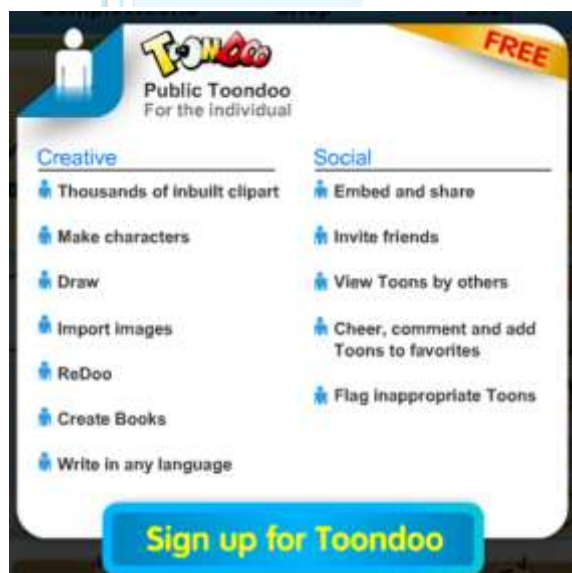 TOONDOO
FREE
Public Toondoo
For the individual
Creative
Thousands of inbuilt clipart
Make characters
Draw
Import images
ReDoo
Create Books
Write in any language
Social
Embed and share
Invite friends
View Toons by others
Cheer, comment and add
Toons to favorites
Flag inappropriate Toons
Sign up for Toondoo